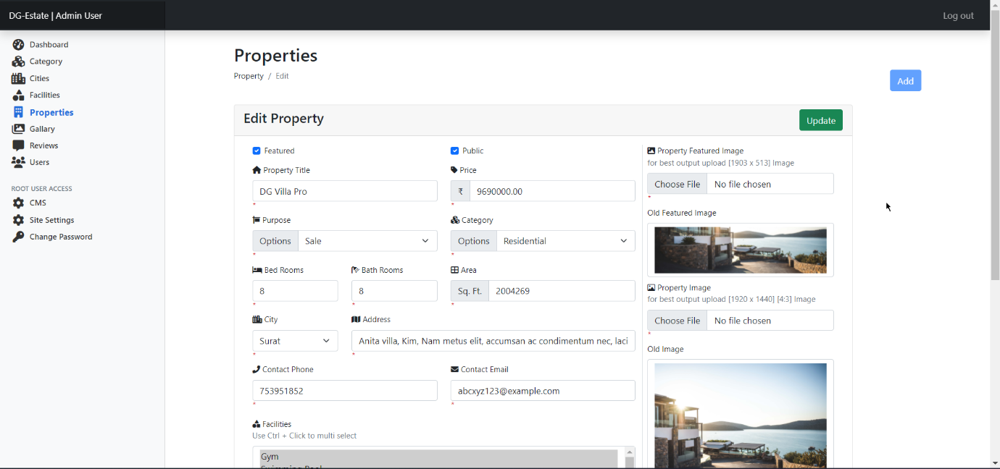 DG-Estate | Admin User
Log out
Dashboard
Category
Cities
Facilities
Properties
Gallary
Reviews
Users
ROOT USER ACCESS
CMS
Site Settings
Change Password
Properties
Property / Edit
Add
Edit Property
Update
Featured
Public
Property Title
Price
DG Villa Pro
₹ 9690000.00
*
*
Purpose
Category
Options Sale
Options Residential
*
*
Bed Rooms
Bath Rooms
Area
8
8
Sq. Ft. 2004269
*
*
*
City
Address
Surat
Anita villa, Kim, Nam metus elit, accumsan ac condimentum nec, laci
*
*
Contact Phone
Contact Email
753951852
abcxyz123@example.com
*
*
Facilities
Use Ctrl + Click to multi select
Gym
Swimming Pool
Property Featured Image
for best output upload [1903 x 513] Image
Choose File No file chosen
*
Old Featured Image
Property Image
for best output upload [1920 x 1440] [4:3] Image
Choose File No file chosen
*
Old Image